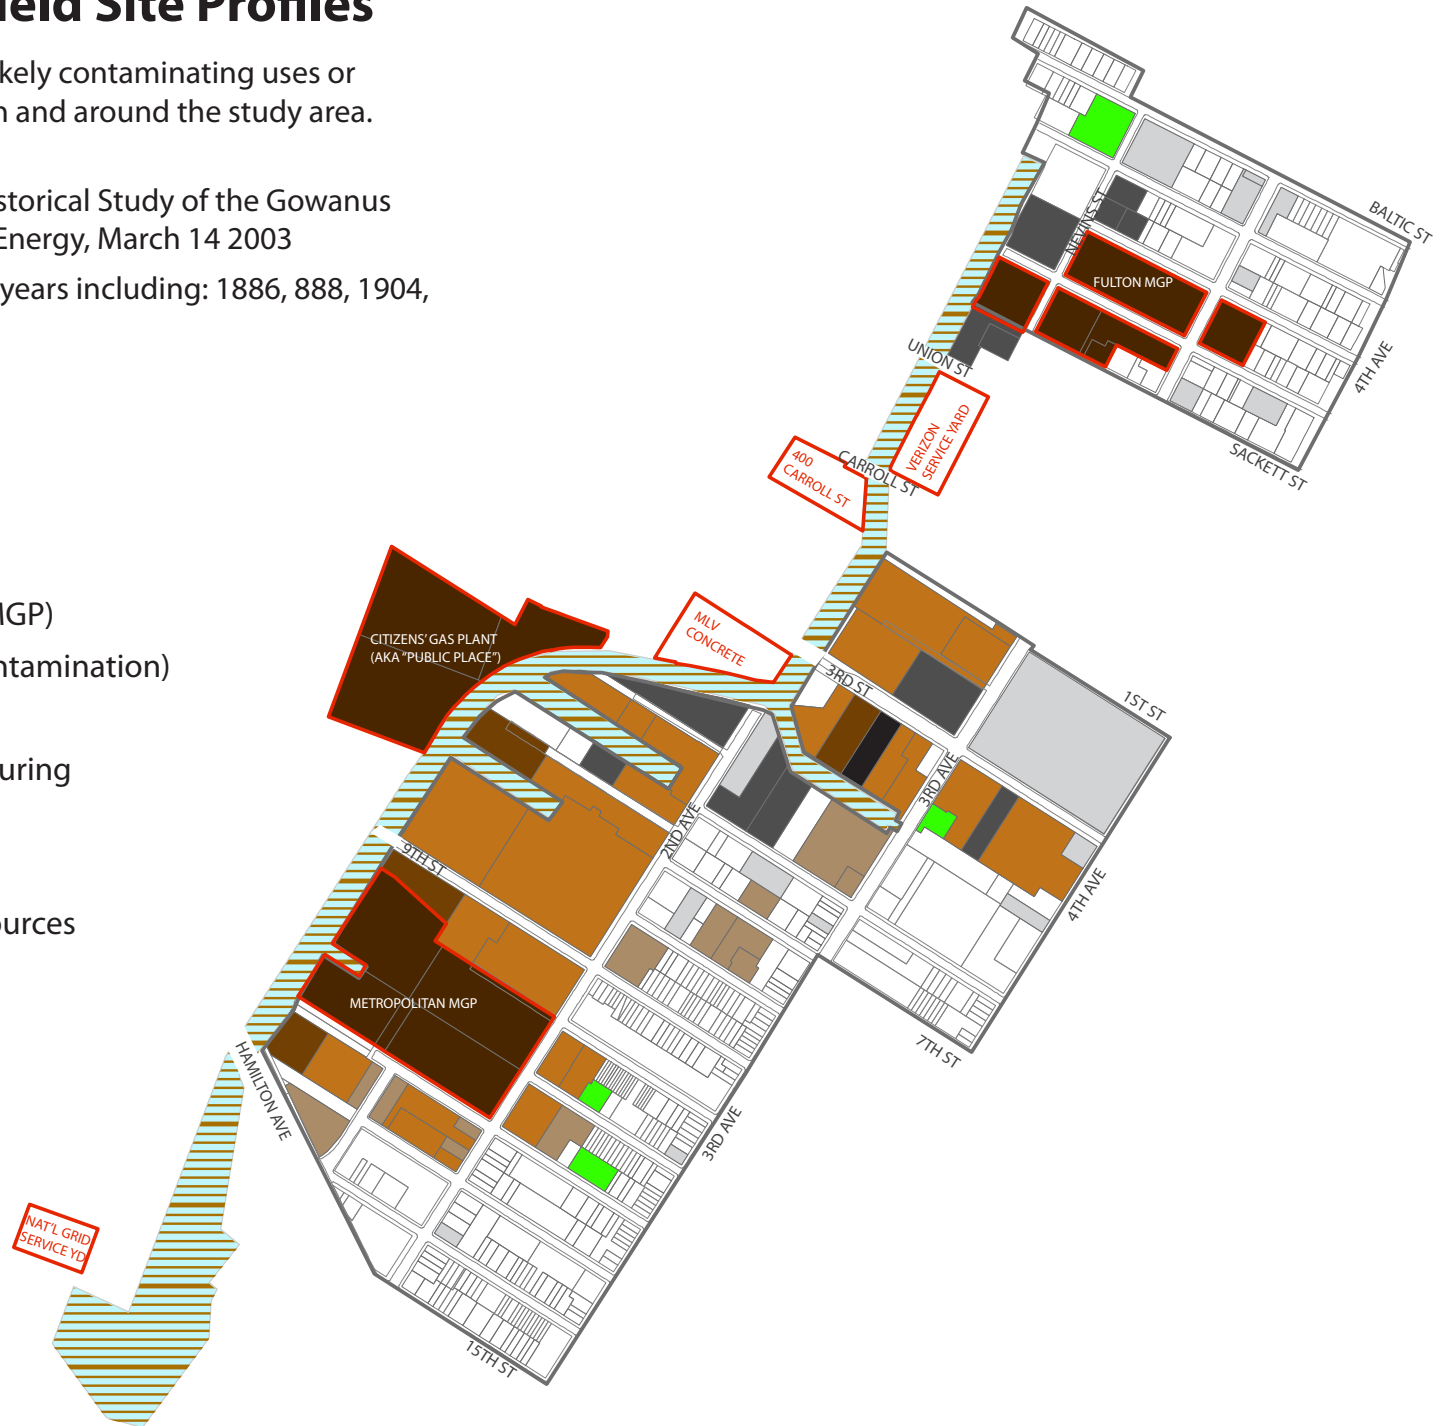 ield Site Profiles
kely contaminating uses or
n and around the study area.
storical Study of the Gowanus
Energy, March 14 2003
years including: 1886, 888, 1904,
MGP)
ntamination)
uring
ources
BALTIC ST
NEVINS ST
FULTON MGP
UNION ST
4TH AVE
VERIZON
SERVICE YARD
SACKETT ST
400
CARROLL ST
CARROLL ST
CITIZENS' GAS PLANT
(AKA "PUBLIC PLACE")
MLV
CONCRETE
3RD ST
1ST ST
3RD AVE
2ND AVE
9TH ST
4TH AVE
METROPOLITAN MGP
7TH ST
HAMILTON AVE
3RD AVE
NAT'L GRID
SERVICE YD
15TH ST